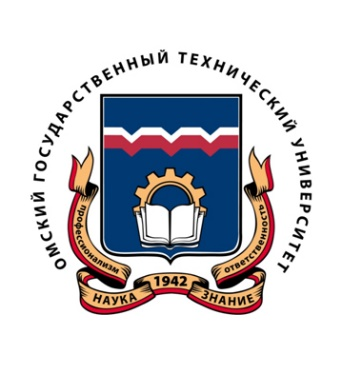 ОМСКИЙ ГОСУДАРСТВЕННЫЙ ТЕХНИЧЕСКИЙ УНИВЕРСИТЕТ
профессионализм
ответственность
НАУКА
1942
ЗНАНИЕ